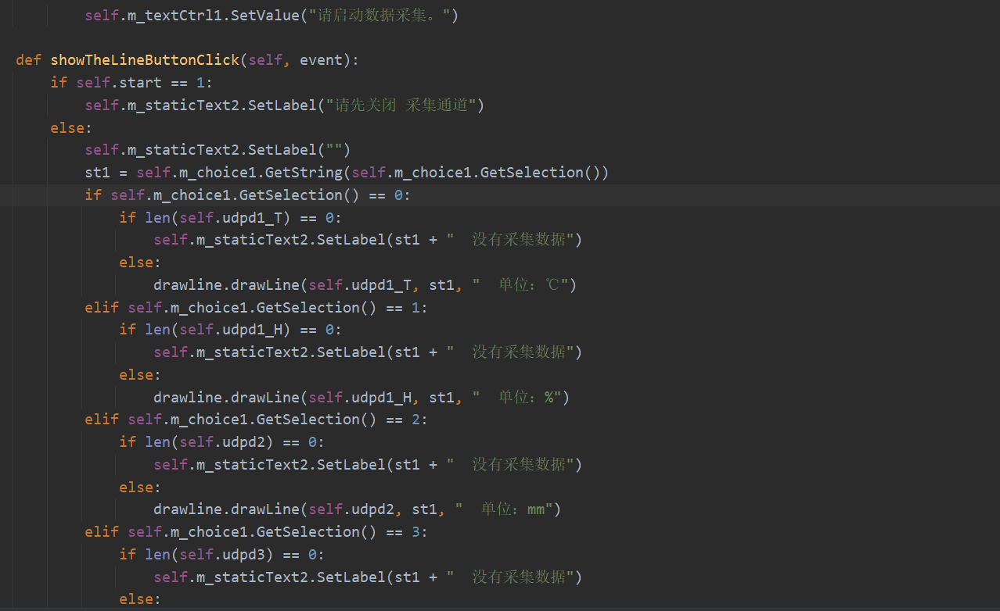 self.m_textCtrl1.SetValue("请启动数据采集。")
def showTheLineButtonClick(self, event):
if self.start == 1:
self.m_staticText2.SetLabel("请先关闭 采集通道")
else:
self.m_staticText2.SetLabel("")
st1 = self.m_choice1.GetString(self.m_choice1.GetSelection())
if self.m_choice1.GetSelection() == 0:
if len(self.udpd1_T) == 0:
self.m_staticText2.SetLabel(st1 + "  没有采集数据")
else:
drawline.drawLine(self.udpd1_T, st1, "  单位：℃")
elif self.m_choice1.GetSelection() == 1:
if len(self.udpd1_H) == 0:
self.m_staticText2.SetLabel(st1 + "  没有采集数据")
else:
drawline.drawLine(self.udpd1_H, st1, "  单位：%")
elif self.m_choice1.GetSelection() == 2:
if len(self.udpd2) == 0:
self.m_staticText2.SetLabel(st1 + "  没有采集数据")
else:
drawline.drawLine(self.udpd2, st1, "  单位：mm")
elif self.m_choice1.GetSelection() == 3:
if len(self.udpd3) == 0:
self.m_staticText2.SetLabel(st1 + "  没有采集数据")
else: